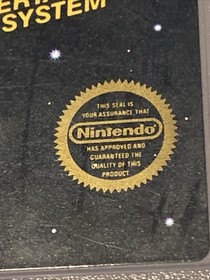 SYSTEM
THIS SEAL IS
YOUR ASSURANCE THAT
Nintendo
HAS APPROVED AND
GUARANTEED THE
QUALITY OF THIS
PRODUCT